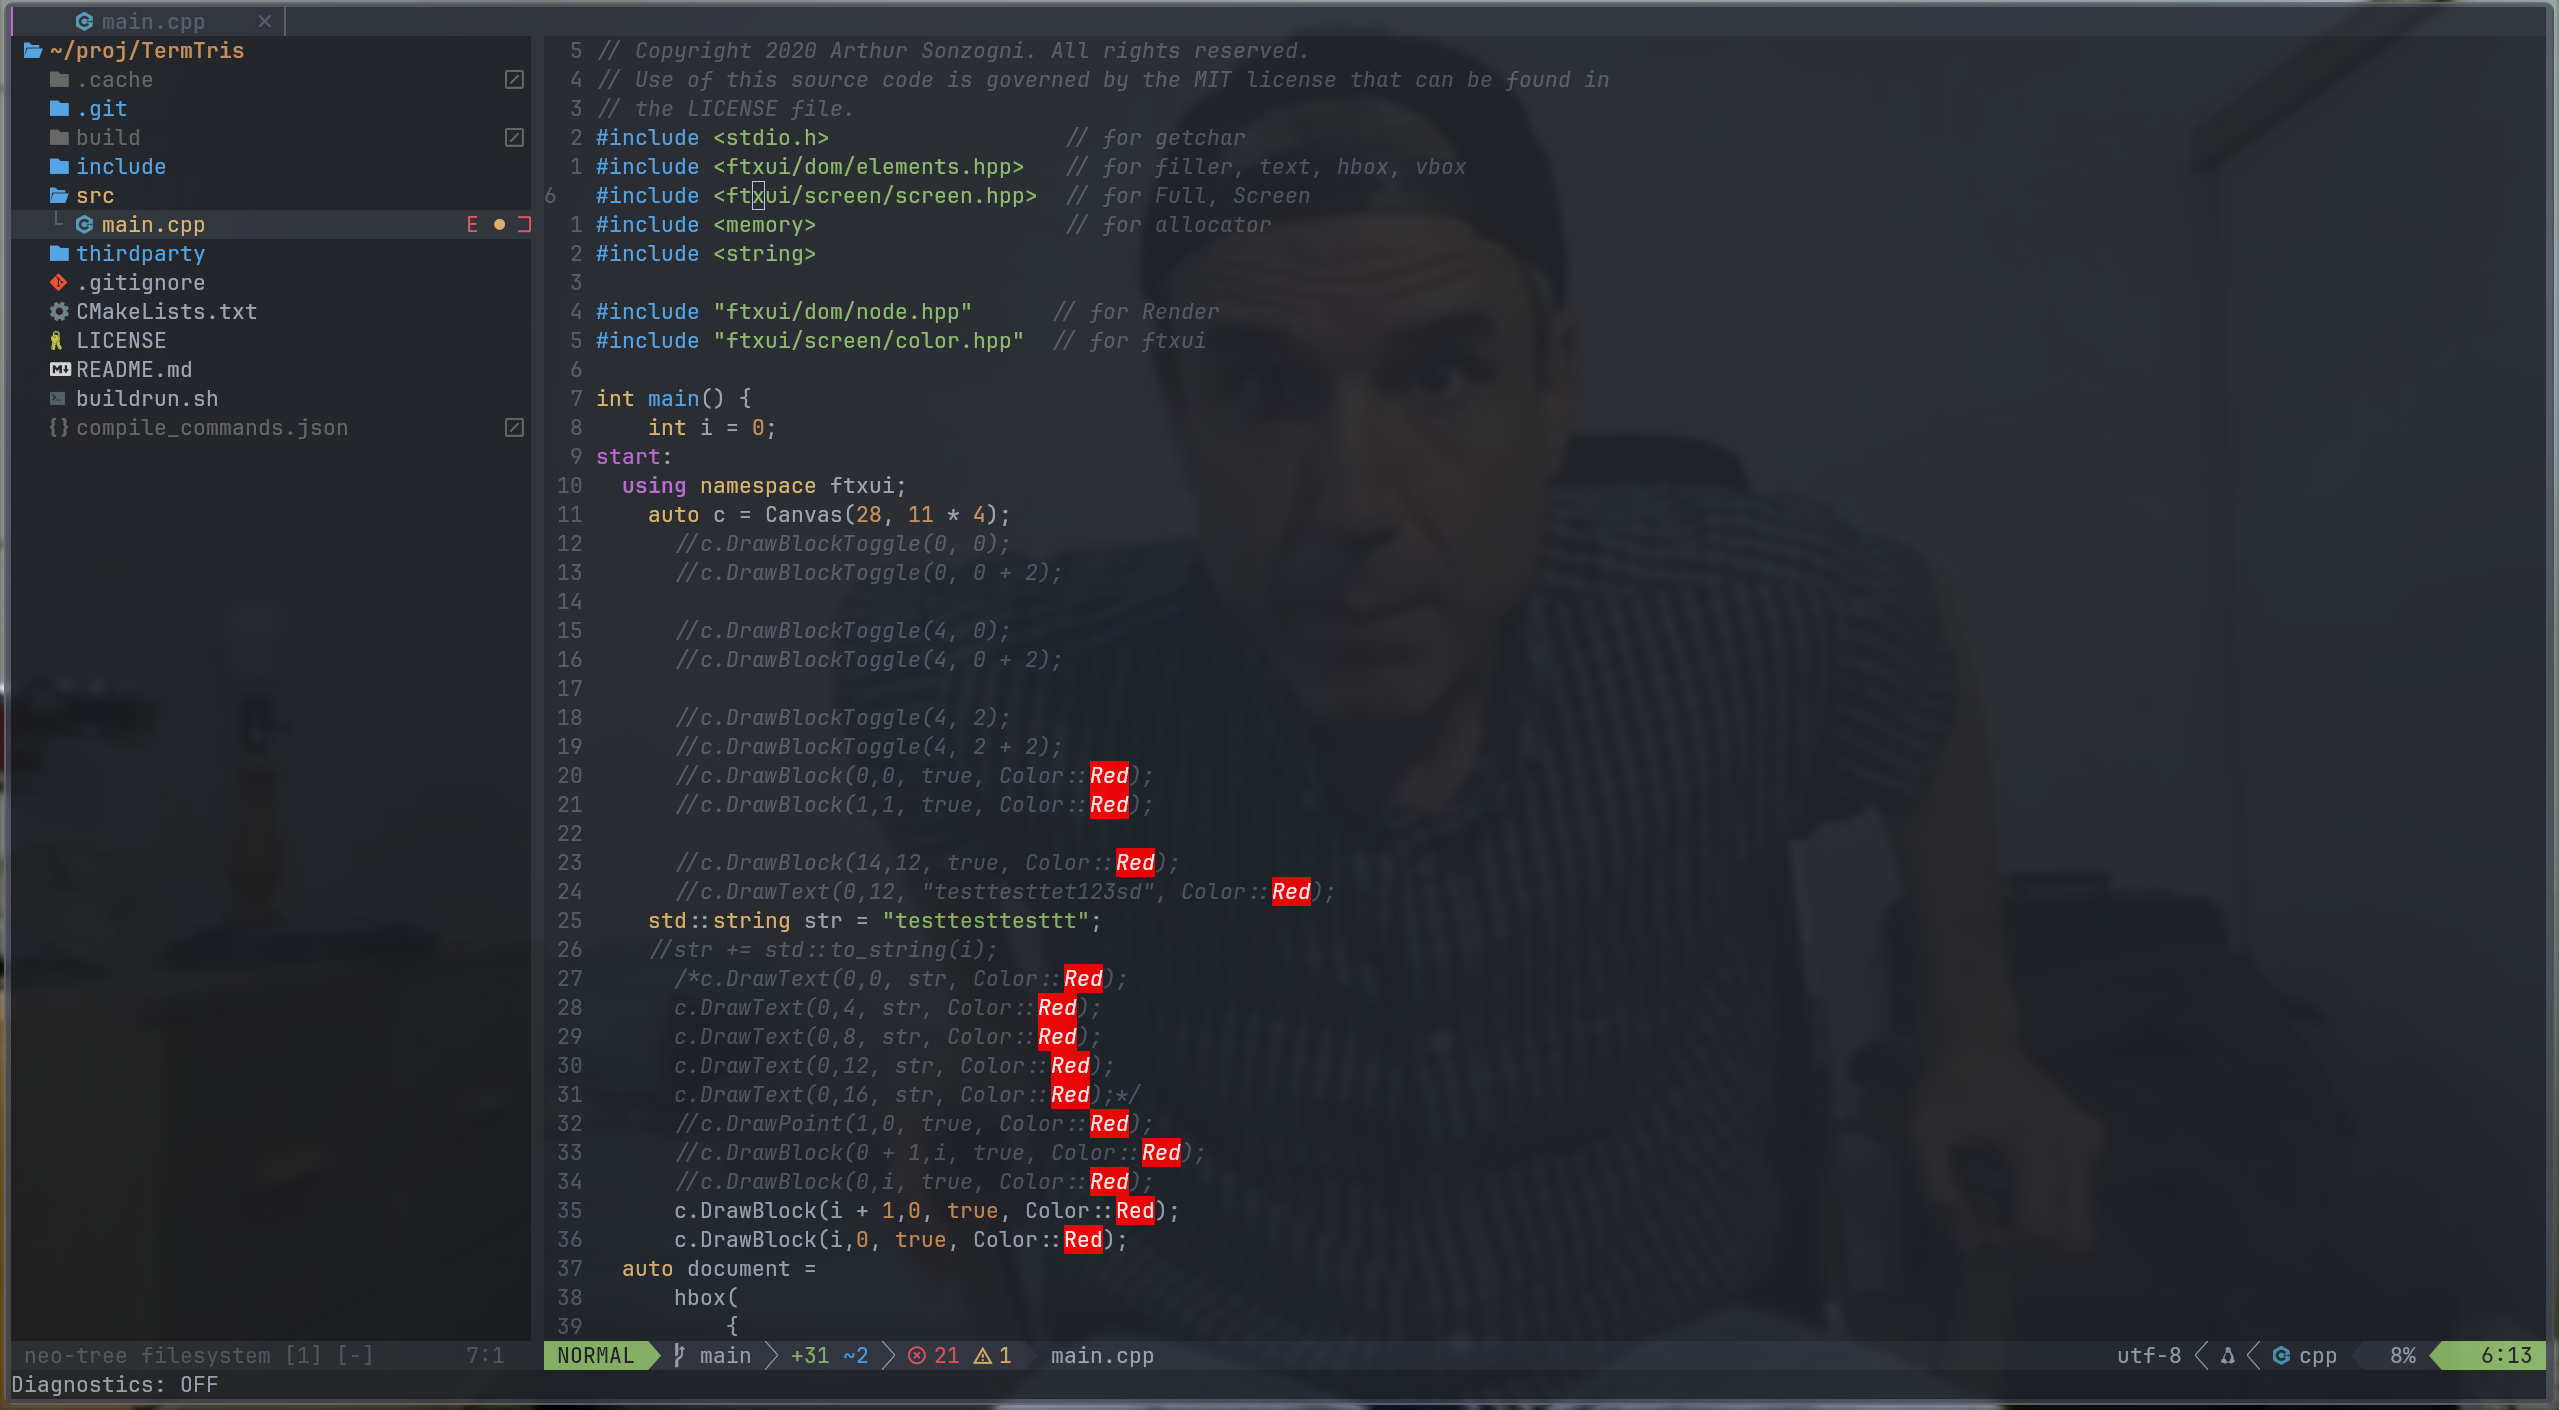 main.cpp
~/proj/TermTris
.cache
.git
build
include
src
main.cpp E
thirdparty
.gitignore
CMakeLists.txt
LICENSE
README.md
buildrun.sh
compile_commands.json
neo-tree filesystem [1] [-] 7:1
5 // Copyright 2020 Arthur Sonzogni. All rights reserved.
4 // Use of this source code is governed by the MIT license that can be found in
3 // the LICENSE file.
2 #include <stdio.h> // for getchar
1 #include <ftxui/dom/elements.hpp> // for filler, text, hbox, vbox
6 #include <ftxui/screen/screen.hpp> // for Full, Screen
1 #include <memory> // for allocator
2 #include <string>
3
4 #include "ftxui/dom/node.hpp" // for Render
5 #include "ftxui/screen/color.hpp" // for ftxui
6
7 int main() {
8 int i = 0;
9 start:
10 using namespace ftxui;
11 auto c = Canvas(28, 11 * 4);
12 //c.DrawBlockToggle(0, 0);
13 //c.DrawBlockToggle(0, 0 + 2);
14
15 //c.DrawBlockToggle(4, 0);
16 //c.DrawBlockToggle(4, 0 + 2);
17
18 //c.DrawBlockToggle(4, 2);
19 //c.DrawBlockToggle(4, 2 + 2);
20 //c.DrawBlock(0,0, true, Color::Red);
21 //c.DrawBlock(1,1, true, Color::Red);
22
23 //c.DrawBlock(14,12, true, Color::Red);
24 //c.DrawText(0,12, "testtesttet123sd", Color::Red);
25 std::string str = "testtesttesttt";
26 //str += std::to_string(i);
27 /*c.DrawText(0,0, str, Color::Red);
28 c.DrawText(0,4, str, Color::Red);
29 c.DrawText(0,8, str, Color::Red);
30 c.DrawText(0,12, str, Color::Red);
31 c.DrawText(0,16, str, Color::Red);*/
32 //c.DrawPoint(1,0, true, Color::Red);
33 //c.DrawBlock(0 + 1,i, true, Color::Red);
34 //c.DrawBlock(0,i, true, Color::Red);
35 c.DrawBlock(i + 1,0, true, Color::Red);
36 c.DrawBlock(i,0, true, Color::Red);
37 auto document =
38 hbox(
39 {
NORMAL main +31 ~2 21 1 main.cpp utf-8 cpp 8% 6:13
Diagnostics: OFF